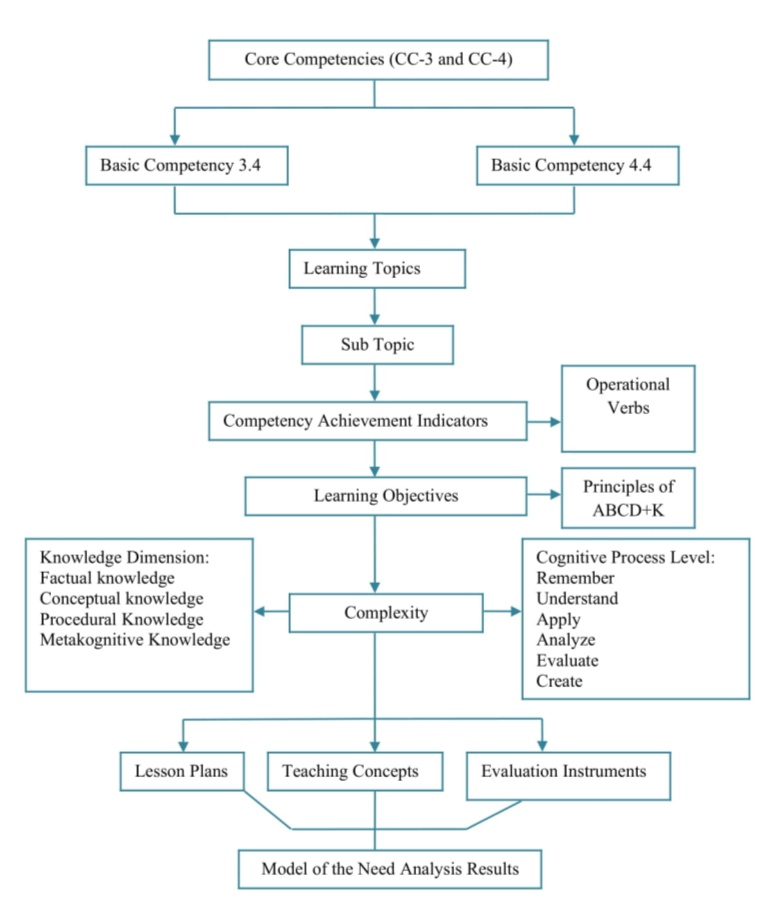 Core Competencies (CC-3 and CC-4)
Basic Competency 3.4
Basic Competency 4.4
Learning Topics
Sub Topic
Operational
Verbs
Competency Achievement Indicators
Learning Objectives
Principles of
ABCD+K
Knowledge Dimension:
Factual knowledge
Conceptual knowledge
Procedural Knowledge
Metakognitive Knowledge
Complexity
Cognitive Process Level:
Remember
Understand
Apply
Analyze
Evaluate
Create
Lesson Plans
Teaching Concepts
Evaluation Instruments
Model of the Need Analysis Results